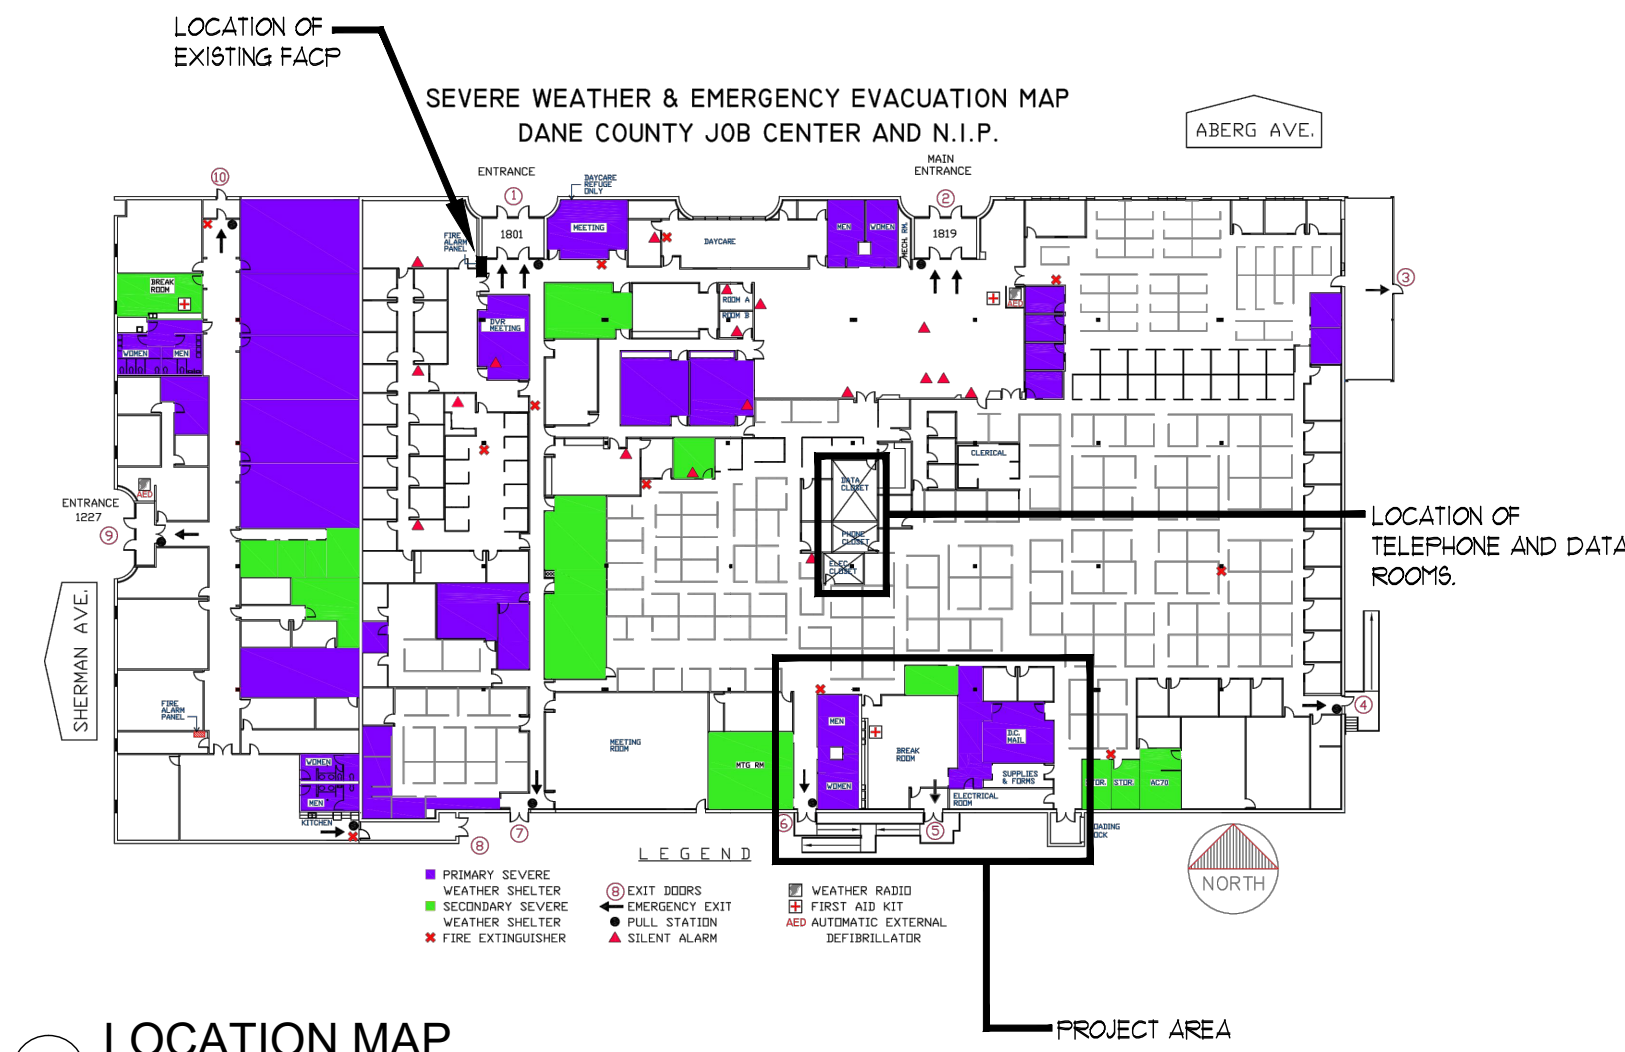 LOCATION OF
EXISTING FACP
SEVERE WEATHER & EMERGENCY EVACUATION MAP
DANE COUNTY JOB CENTER AND N.I.P.
ABERG AVE.
MAIN
ENTRANCE
ENTRANCE
DAYCARE
REFUGE
ONLY
10
1
2
3
FIRE
ALARM
PANEL
1801
MEETING
DAYCARE
MEN
WOMEN
MECH. RM.
1819
BREAK
ROOM
ROOM A
ROOM B
AED
DVR
MEETING
WOMEN
MEN
CLERICAL
DATA
CLOSET
PHONE
CLOSET
ELEC.
CLOSET
AED
ENTRANCE
1227
9
LOCATION OF
TELEPHONE AND DATA
ROOMS.
SHERMAN AVE.
FIRE
ALARM
PANEL
MEETING
ROOM
MTG RM
MEN
WOMEN
BREAK
ROOM
D.C.
MAIL
SUPPLIES
& FORMS
ELECTRICAL
ROOM
STOR.
AC70
4
WOMEN
MEN
KITCHEN
8
7
6
5
NORTH
LEGEND
PRIMARY SEVERE
WEATHER SHELTER
SECONDARY SEVERE
WEATHER SHELTER
FIRE EXTINGUISHER
8 EXIT DOORS
EMERGENCY EXIT
PULL STATION
SILENT ALARM
WEATHER RADIO
FIRST AID KIT
AED AUTOMATIC EXTERNAL
DEFIBRILLATOR
PROJECT AREA
LOCATION MAP